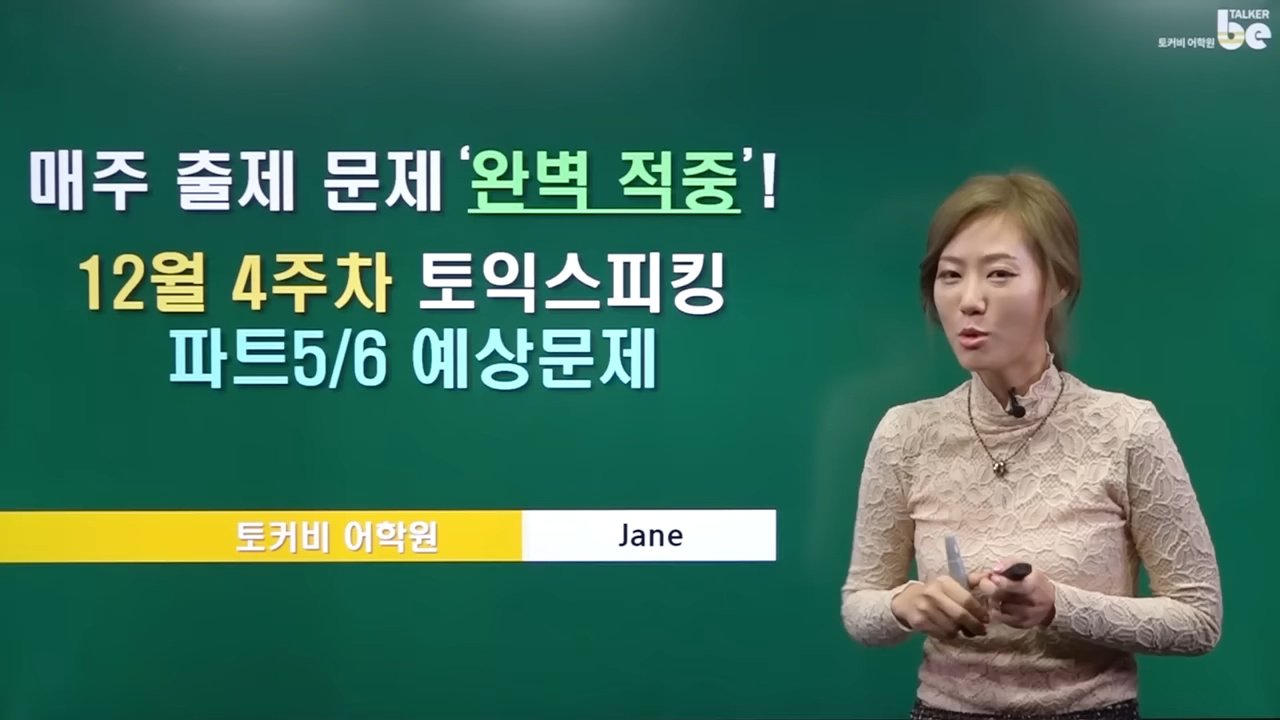 TALKER
be
토커비 어학원
매주 출제 문제 ‘완벽 적중’!
12월 4주차 토익스피킹
파트5/6 예상문제
토커비 어학원
Jane